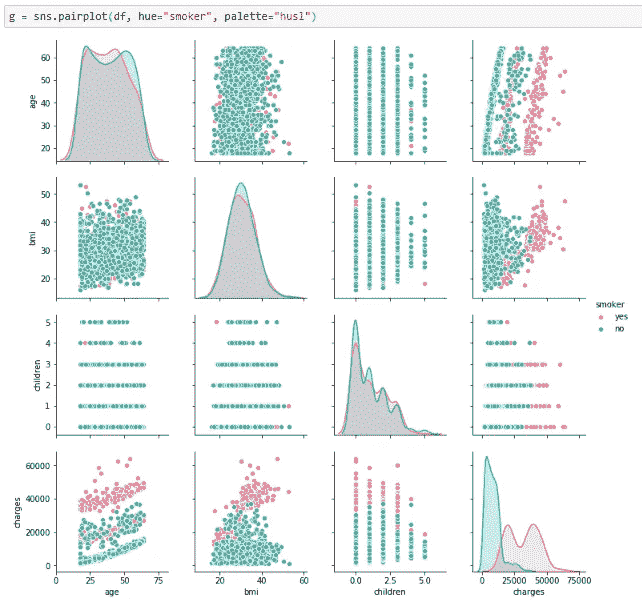 g = sns.pairplot(df, hue="smoker", palette="husl")
60
50
40
30
20
age
50
40
30
20
bmi
5
4
3
2
1
0
children
60000
40000
20000
0
charges
0 25 50 75
age
20 40 60
bmi
0.0 2.5 5.0
children
0 25000 50000 75000
charges
smoker
yes
no